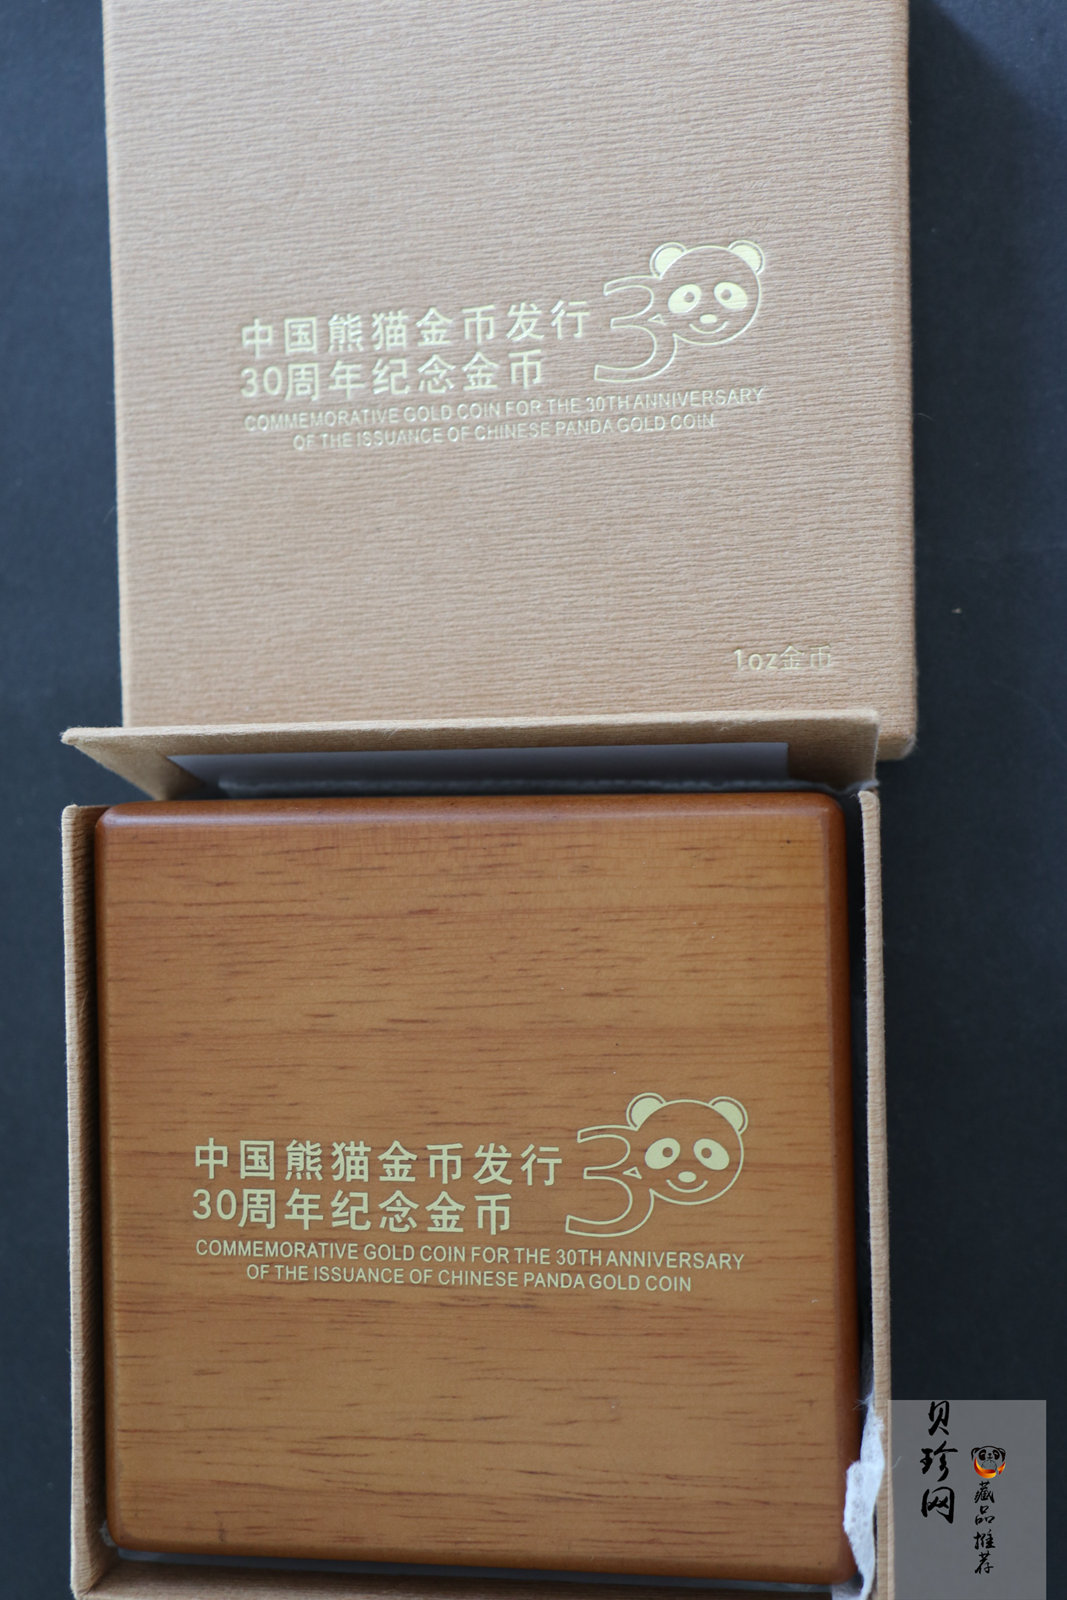 中国熊猫金币发行
30周年纪念金币
30
COMMEMORATIVE GOLD COIN FOR THE 30TH ANNIVERSARY
OF THE ISSUANCE OF CHINESE PANDA GOLD COIN
1oz金币
中国熊猫金币发行
30周年纪念金币
30
COMMEMORATIVE GOLD COIN FOR THE 30TH ANNIVERSARY
OF THE ISSUANCE OF CHINESE PANDA GOLD COIN
贝珍网
藏品推荐